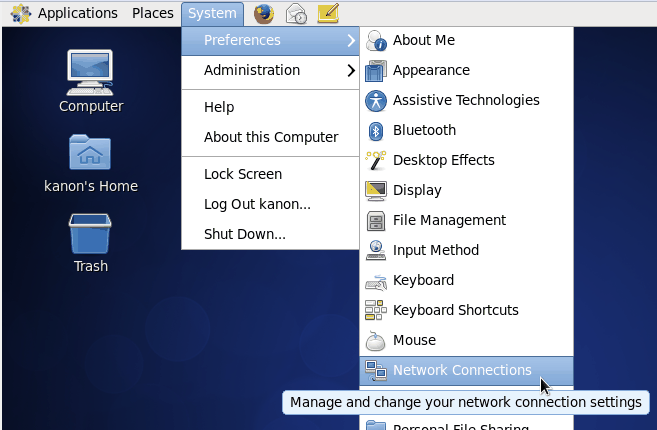 Applications Places System
Preferences
Administration
Help
About this Computer
Lock Screen
Log Out kanon...
Shut Down...
Computer
kanon's Home
Trash
About Me
Appearance
Assistive Technologies
Bluetooth
Desktop Effects
Display
File Management
Input Method
Keyboard
Keyboard Shortcuts
Mouse
Network Connections
Manage and change your network connection settings
Personal File Sharing